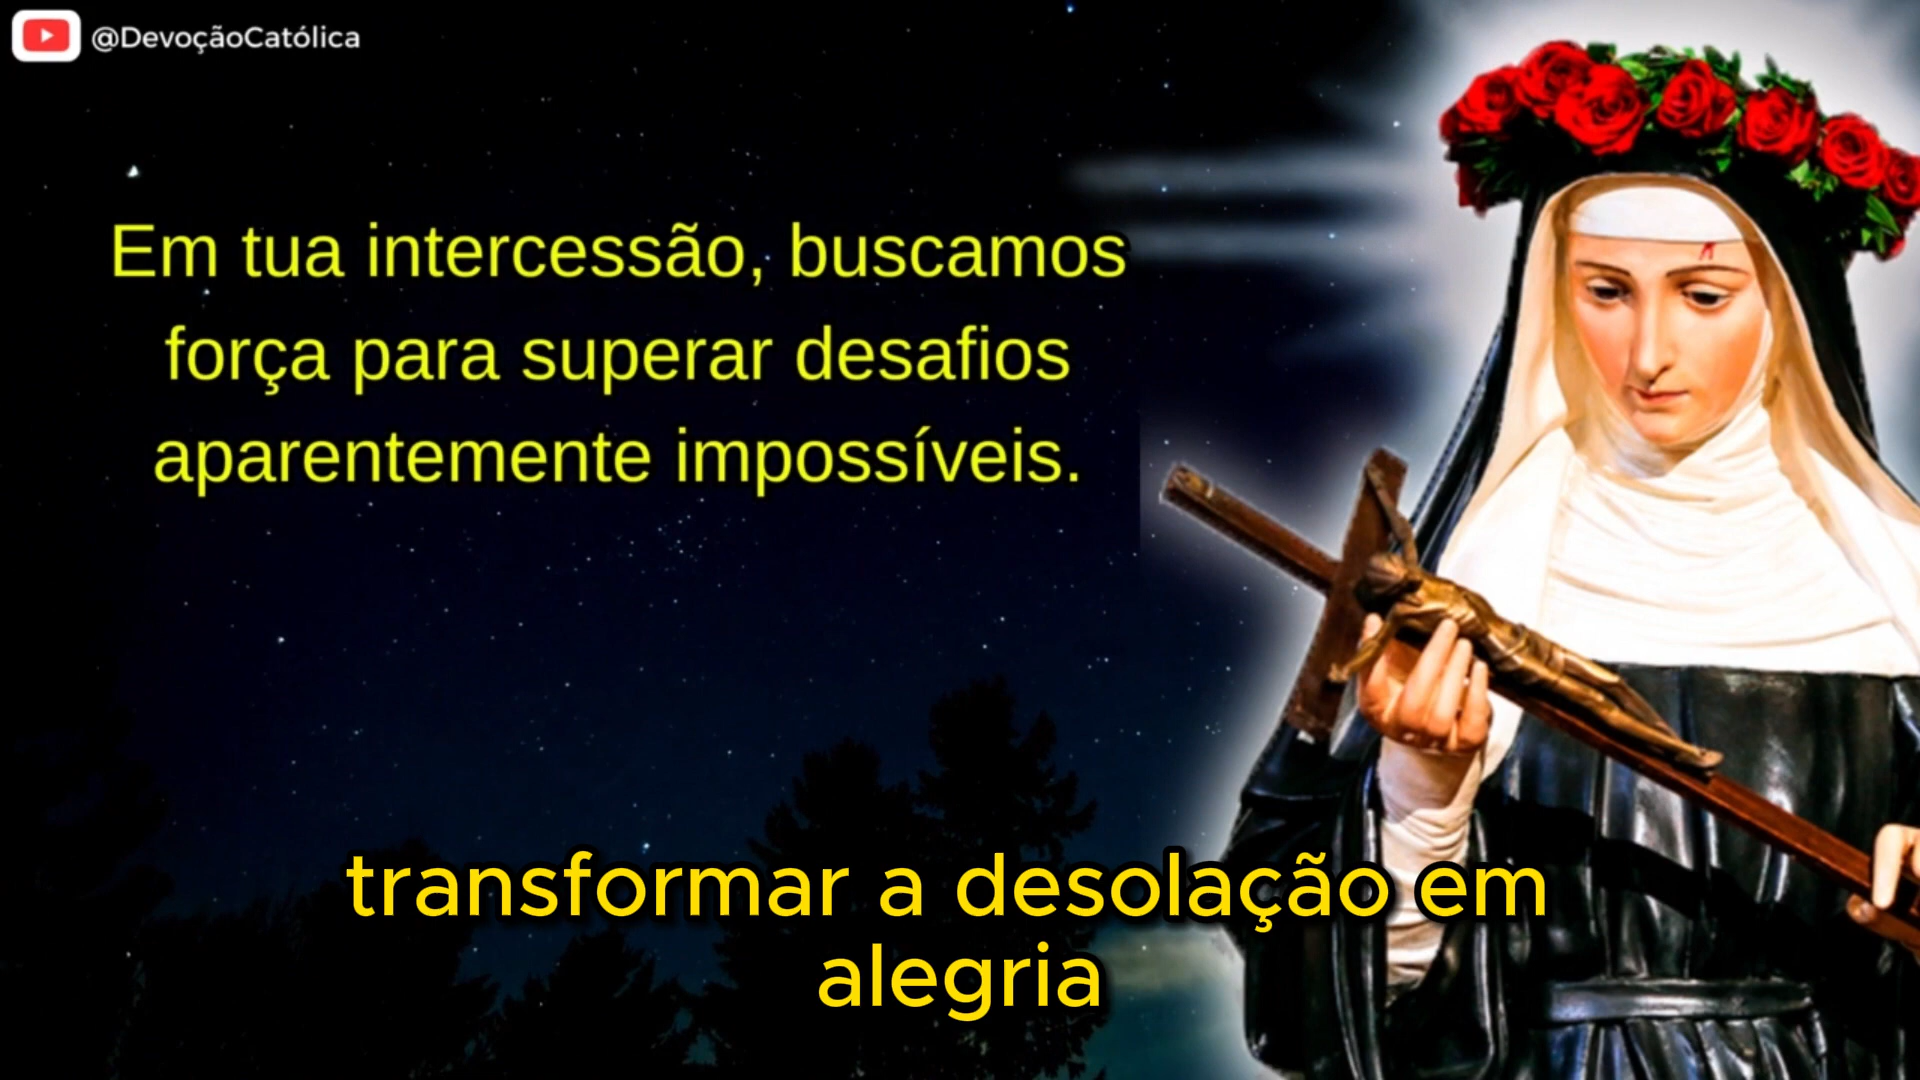 @DevoçãoCatólica
Em tua intercessão, buscamos
força para superar desafios
aparentemente impossíveis.
transformar a desolação em
alegria